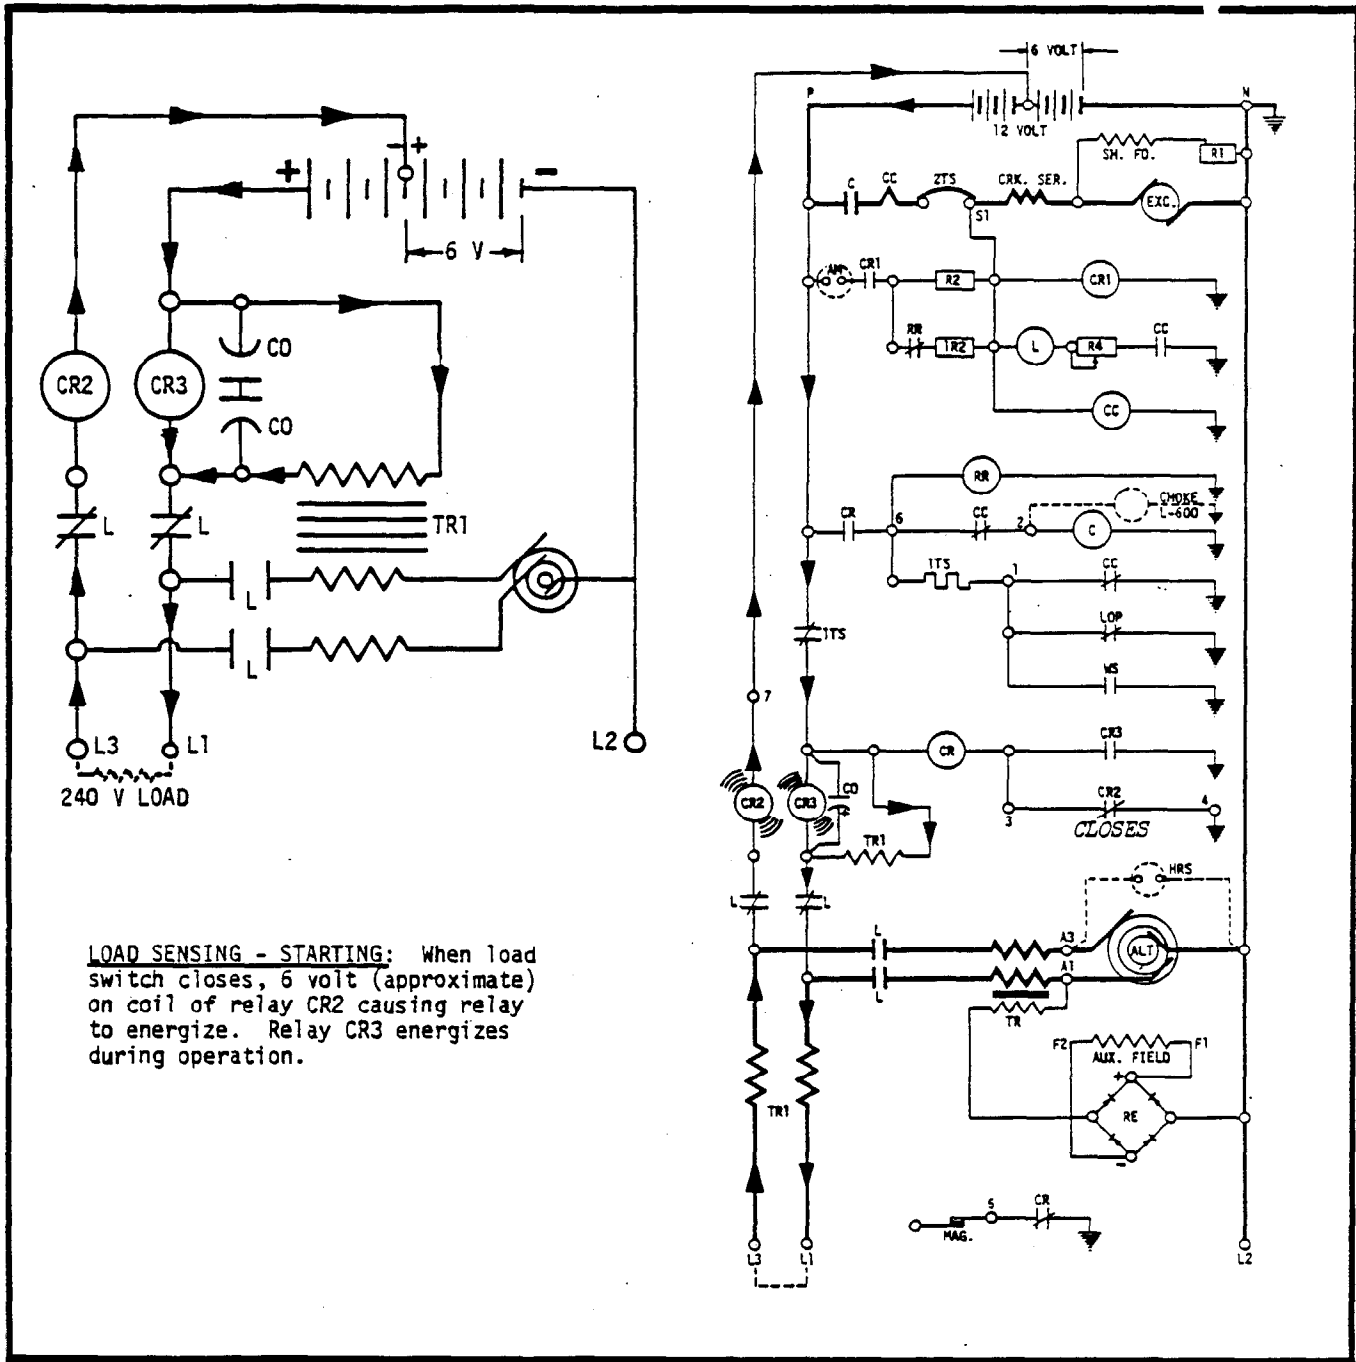 +
- +
-
6 V
CR2
CR3
CO
CO
L
L
TR1
L
L
L3
L1
L2
240 V LOAD
LOAD SENSING - STARTING: When load
switch closes, 6 volt (approximate)
on coil of relay CR2 causing relay
to energize. Relay CR3 energizes
during operation.
6 VOLT
P
N
12 VOLT
SH. FD.
R1
C
CC
2TS
CRK. SER.
S1
EXC.
AM
CR1
R2
CR1
RR
1R2
L
R4
CC
CC
RR
CHOKE
L-600
CR
6
CC
2
C
1TS
1
CC
LOP
WS
1TS
7
CR
CR3
CR2
CR3
CO
3
CR2
4
CLOSES
TR1
L
L
HRS
L
A3
ALT
L
A1
TR
F2
F1
AUX. FIELD
+
RE
-
TR1
5
CR
MAG.
L3
L1
L2